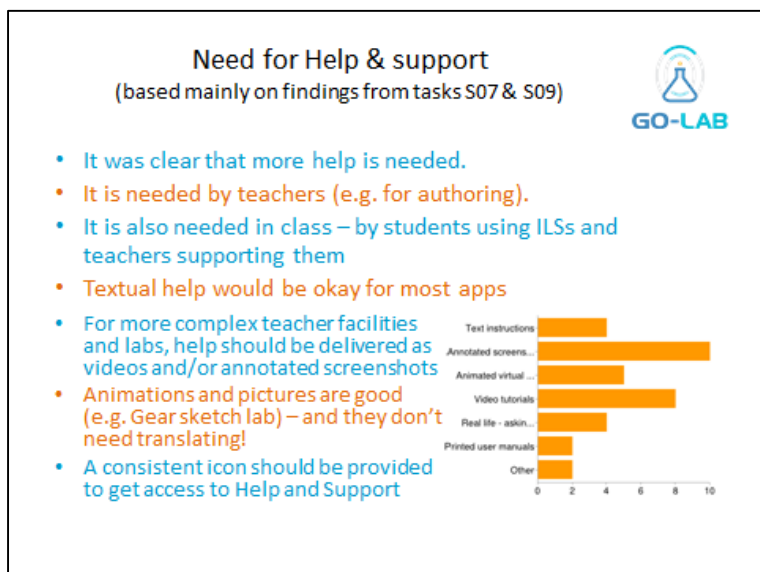 Need for Help & support
(based mainly on findings from tasks S07 & S09)
GO-LAB
• It was clear that more help is needed.
• It is needed by teachers (e.g. for authoring).
• It is also needed in class – by students using ILSs and
teachers supporting them
• Textual help would be okay for most apps
• For more complex teacher facilities
and labs, help should be delivered as
videos and/or annotated screenshots
• Animations and pictures are good
(e.g. Gear sketch lab) – and they don't
need translating!
• A consistent icon should be provided
to get access to Help and Support
Text instructions
Annotated screens...
Animated virtual ...
Video tutorials
Real life - askin...
Printed user manuals
Other
0 2 4 6 8 10